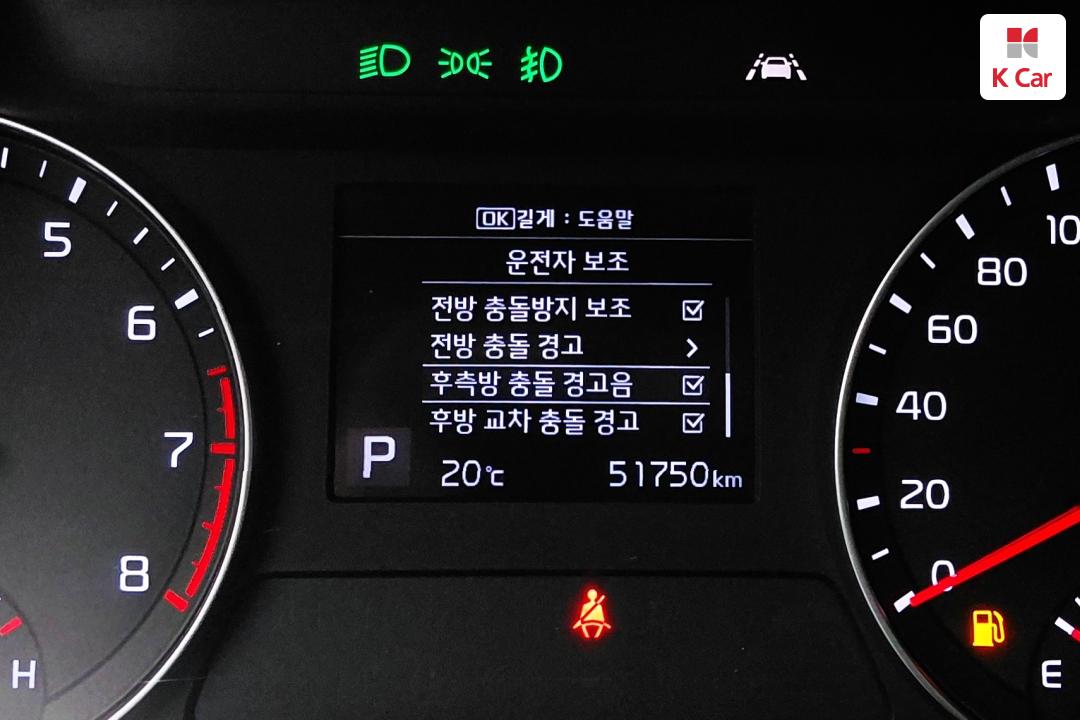 K Car
OK길게 : 도움말
운전자 보조
전방 충돌방지 보조
전방 충돌 경고
후측방 충돌 경고음
후방 교차 충돌 경고
P
20℃
51750km
5
6
7
8
H
10
80
60
40
20
0
E